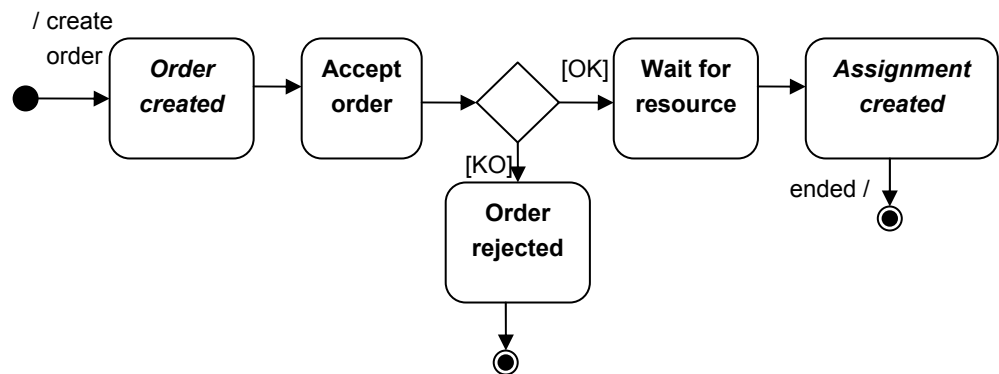 / create
order
Order
created
Accept
order
[OK]
Wait for
resource
Assignment
created
[KO]
Order
rejected
ended /